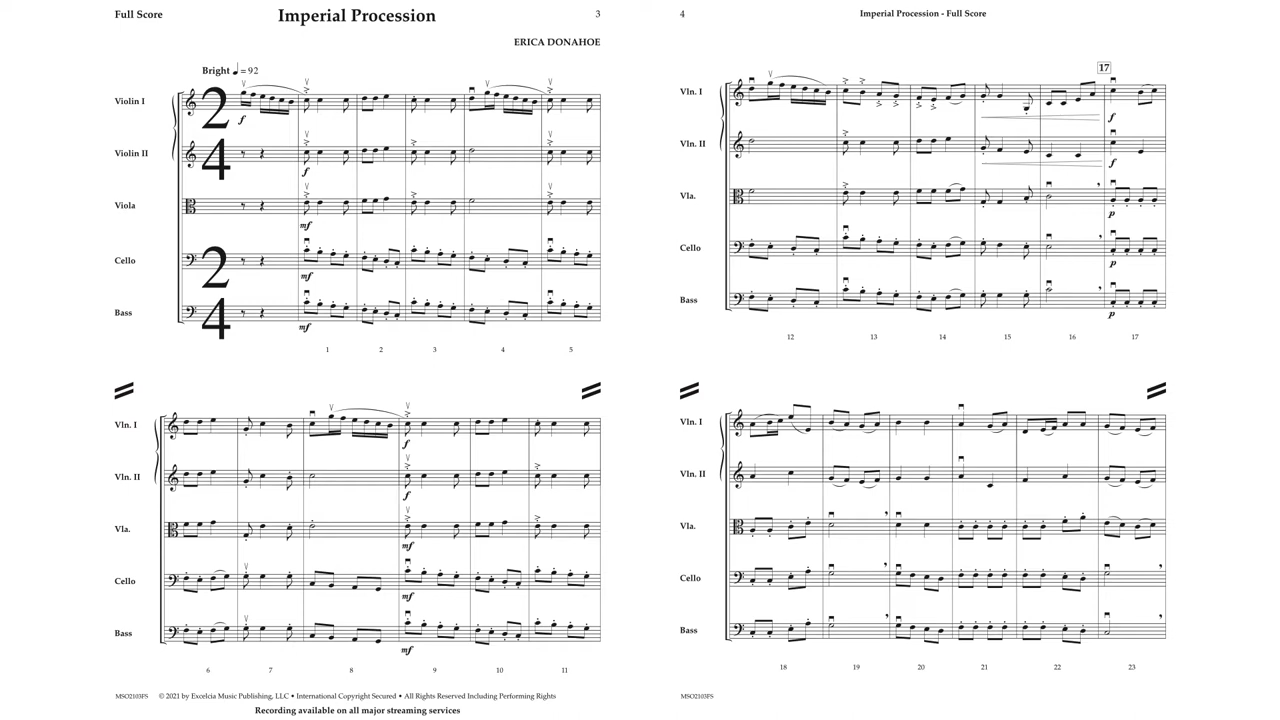 Full Score
Imperial Procession
3
ERICA DONAHOE
Bright ♩ = 92
Violin I
f
Violin II
f
Viola
mf
Cello
mf
Bass
mf
2
4
2
4
1 2 3 4 5
Vln. I
f
Vln. II
f
Vla.
mf
Cello
mf
Bass
mf
6 7 8 9 10 11
MSO2103FS © 2021 by Excelcia Music Publishing, LLC • International Copyright Secured • All Rights Reserved Including Performing Rights
Recording available on all major streaming services
4
Imperial Procession - Full Score
17
Vln. I
f
Vln. II
f
Vla.
p
Cello
p
Bass
p
12 13 14 15 16 17
Vln. I
Vln. II
Vla.
Cello
Bass
18 19 20 21 22 23
MSO2103FS